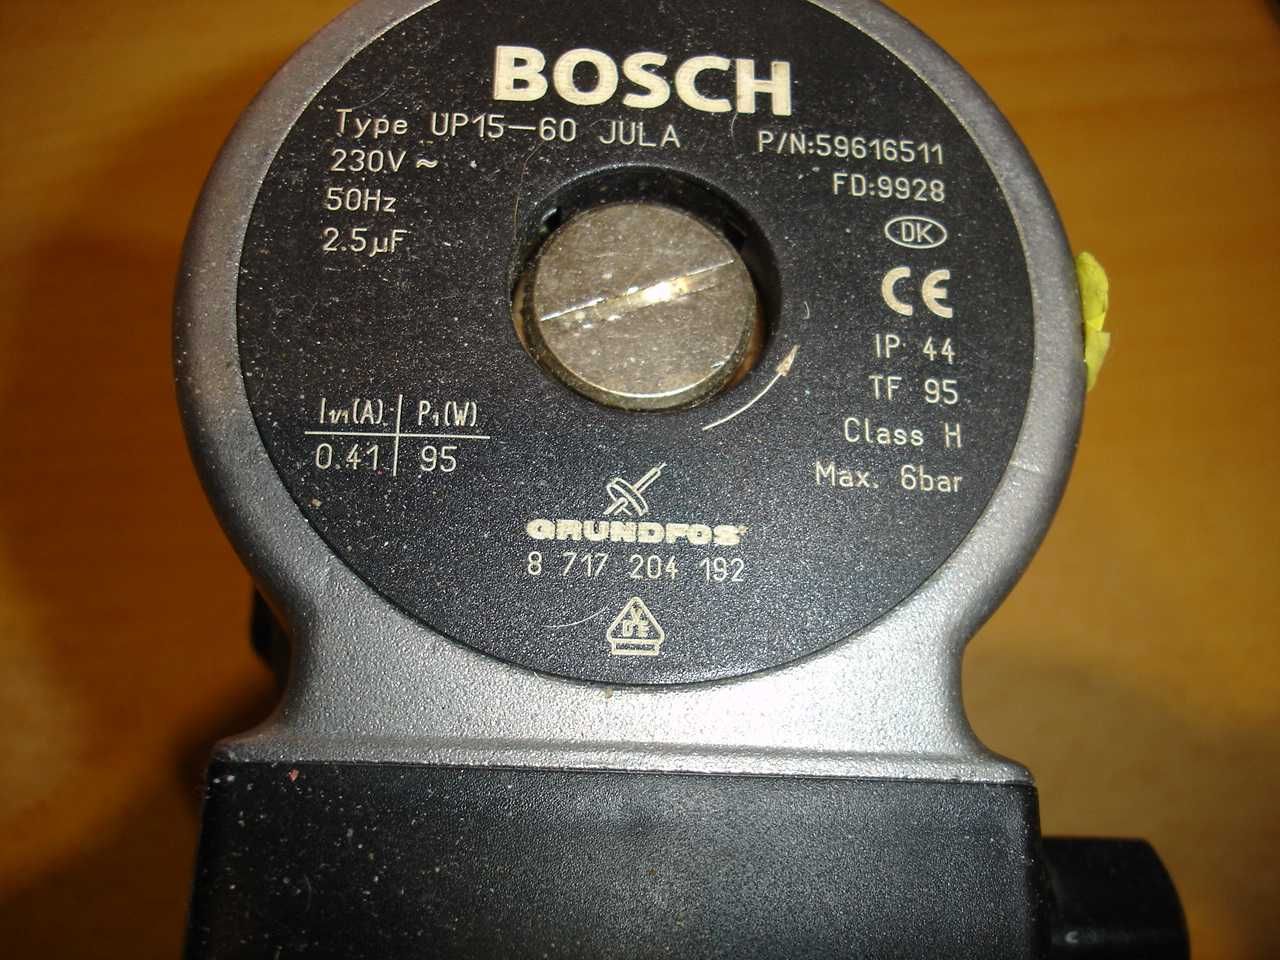 BOSCH
Type UP15-60 JULA
P/N:59616511
230V ~
FD:9928
50Hz
DK
2.5µF
CE
IP 44
TF 95
I1/1(A) P1(W)
Class H
0.41 95
Max. 6bar
GRUNDFOS
8 717 204 192
VDE